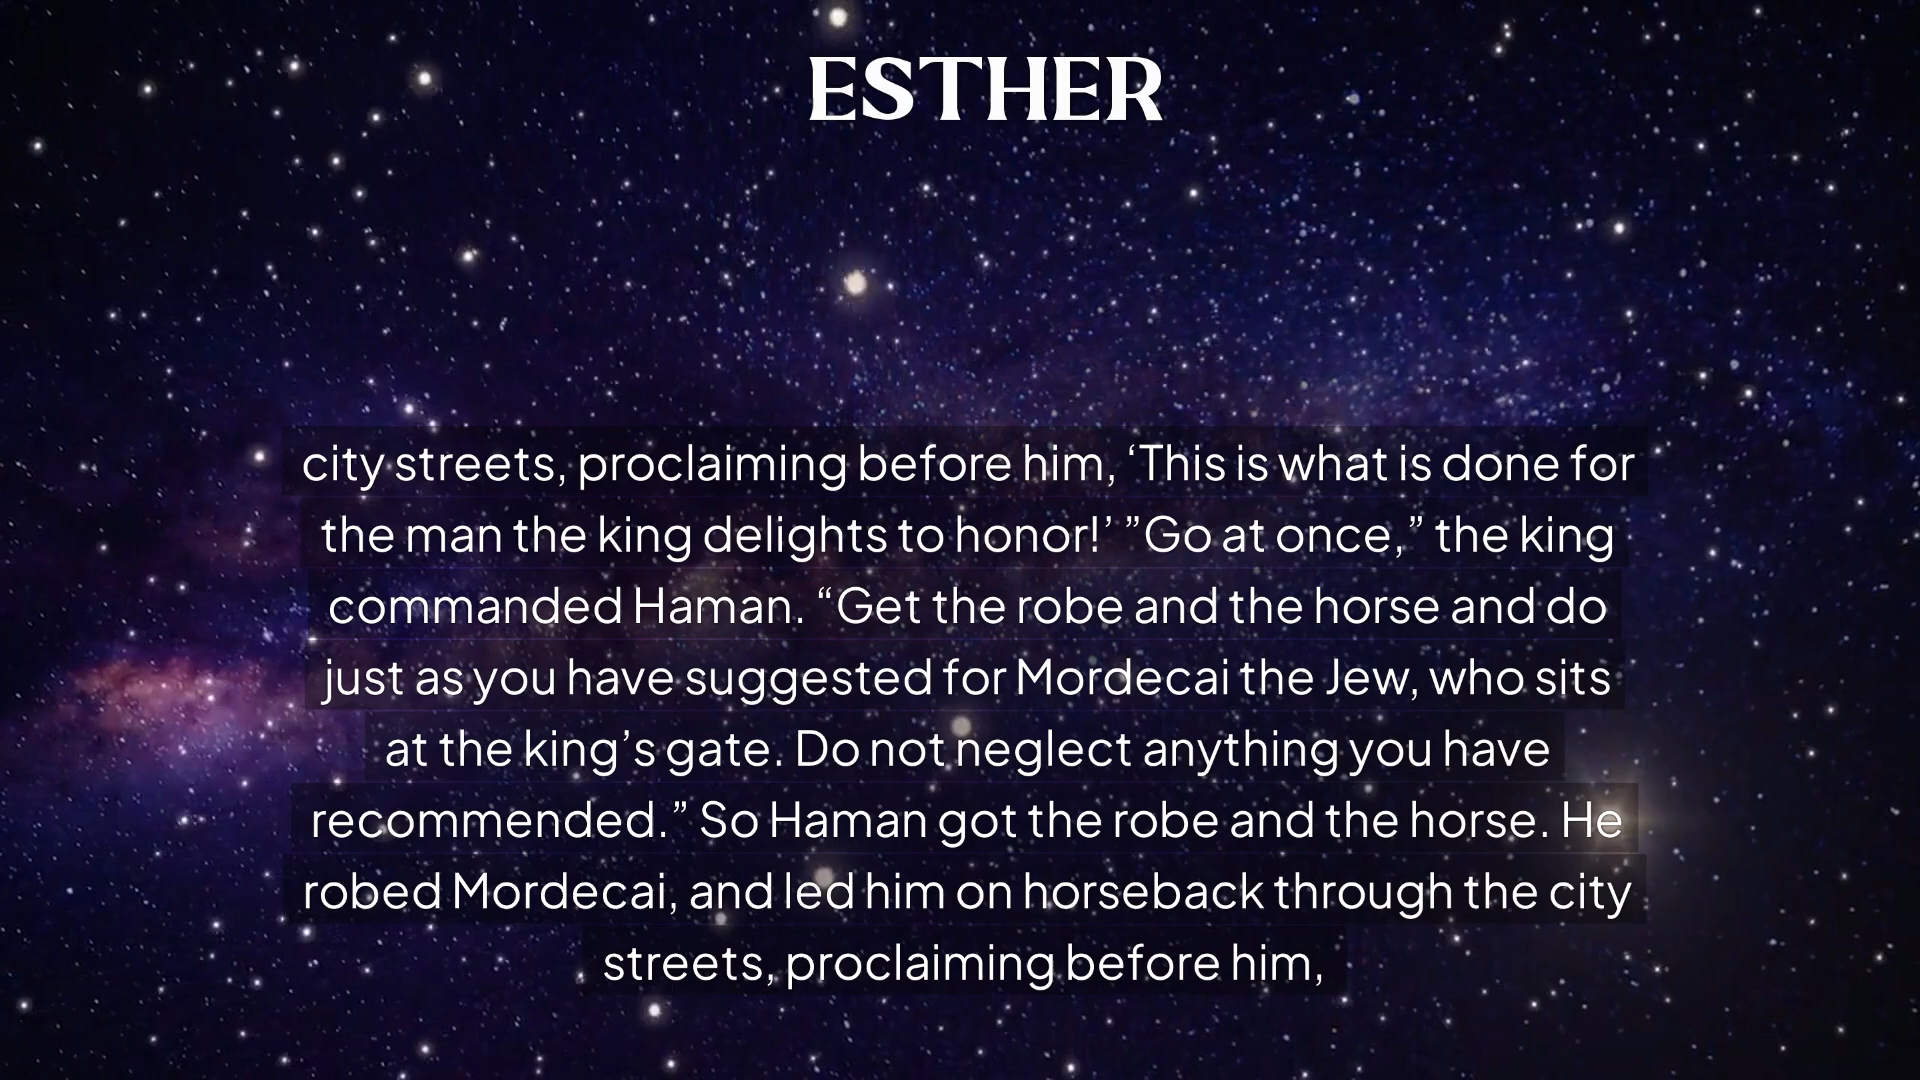 ESTHER
city streets, proclaiming before him, ‘This is what is done for
the man the king delights to honor!’ ”Go at once,” the king
commanded Haman. “Get the robe and the horse and do
just as you have suggested for Mordecai the Jew, who sits
at the king’s gate. Do not neglect anything you have
recommended.” So Haman got the robe and the horse. He
robed Mordecai, and led him on horseback through the city
streets, proclaiming before him,